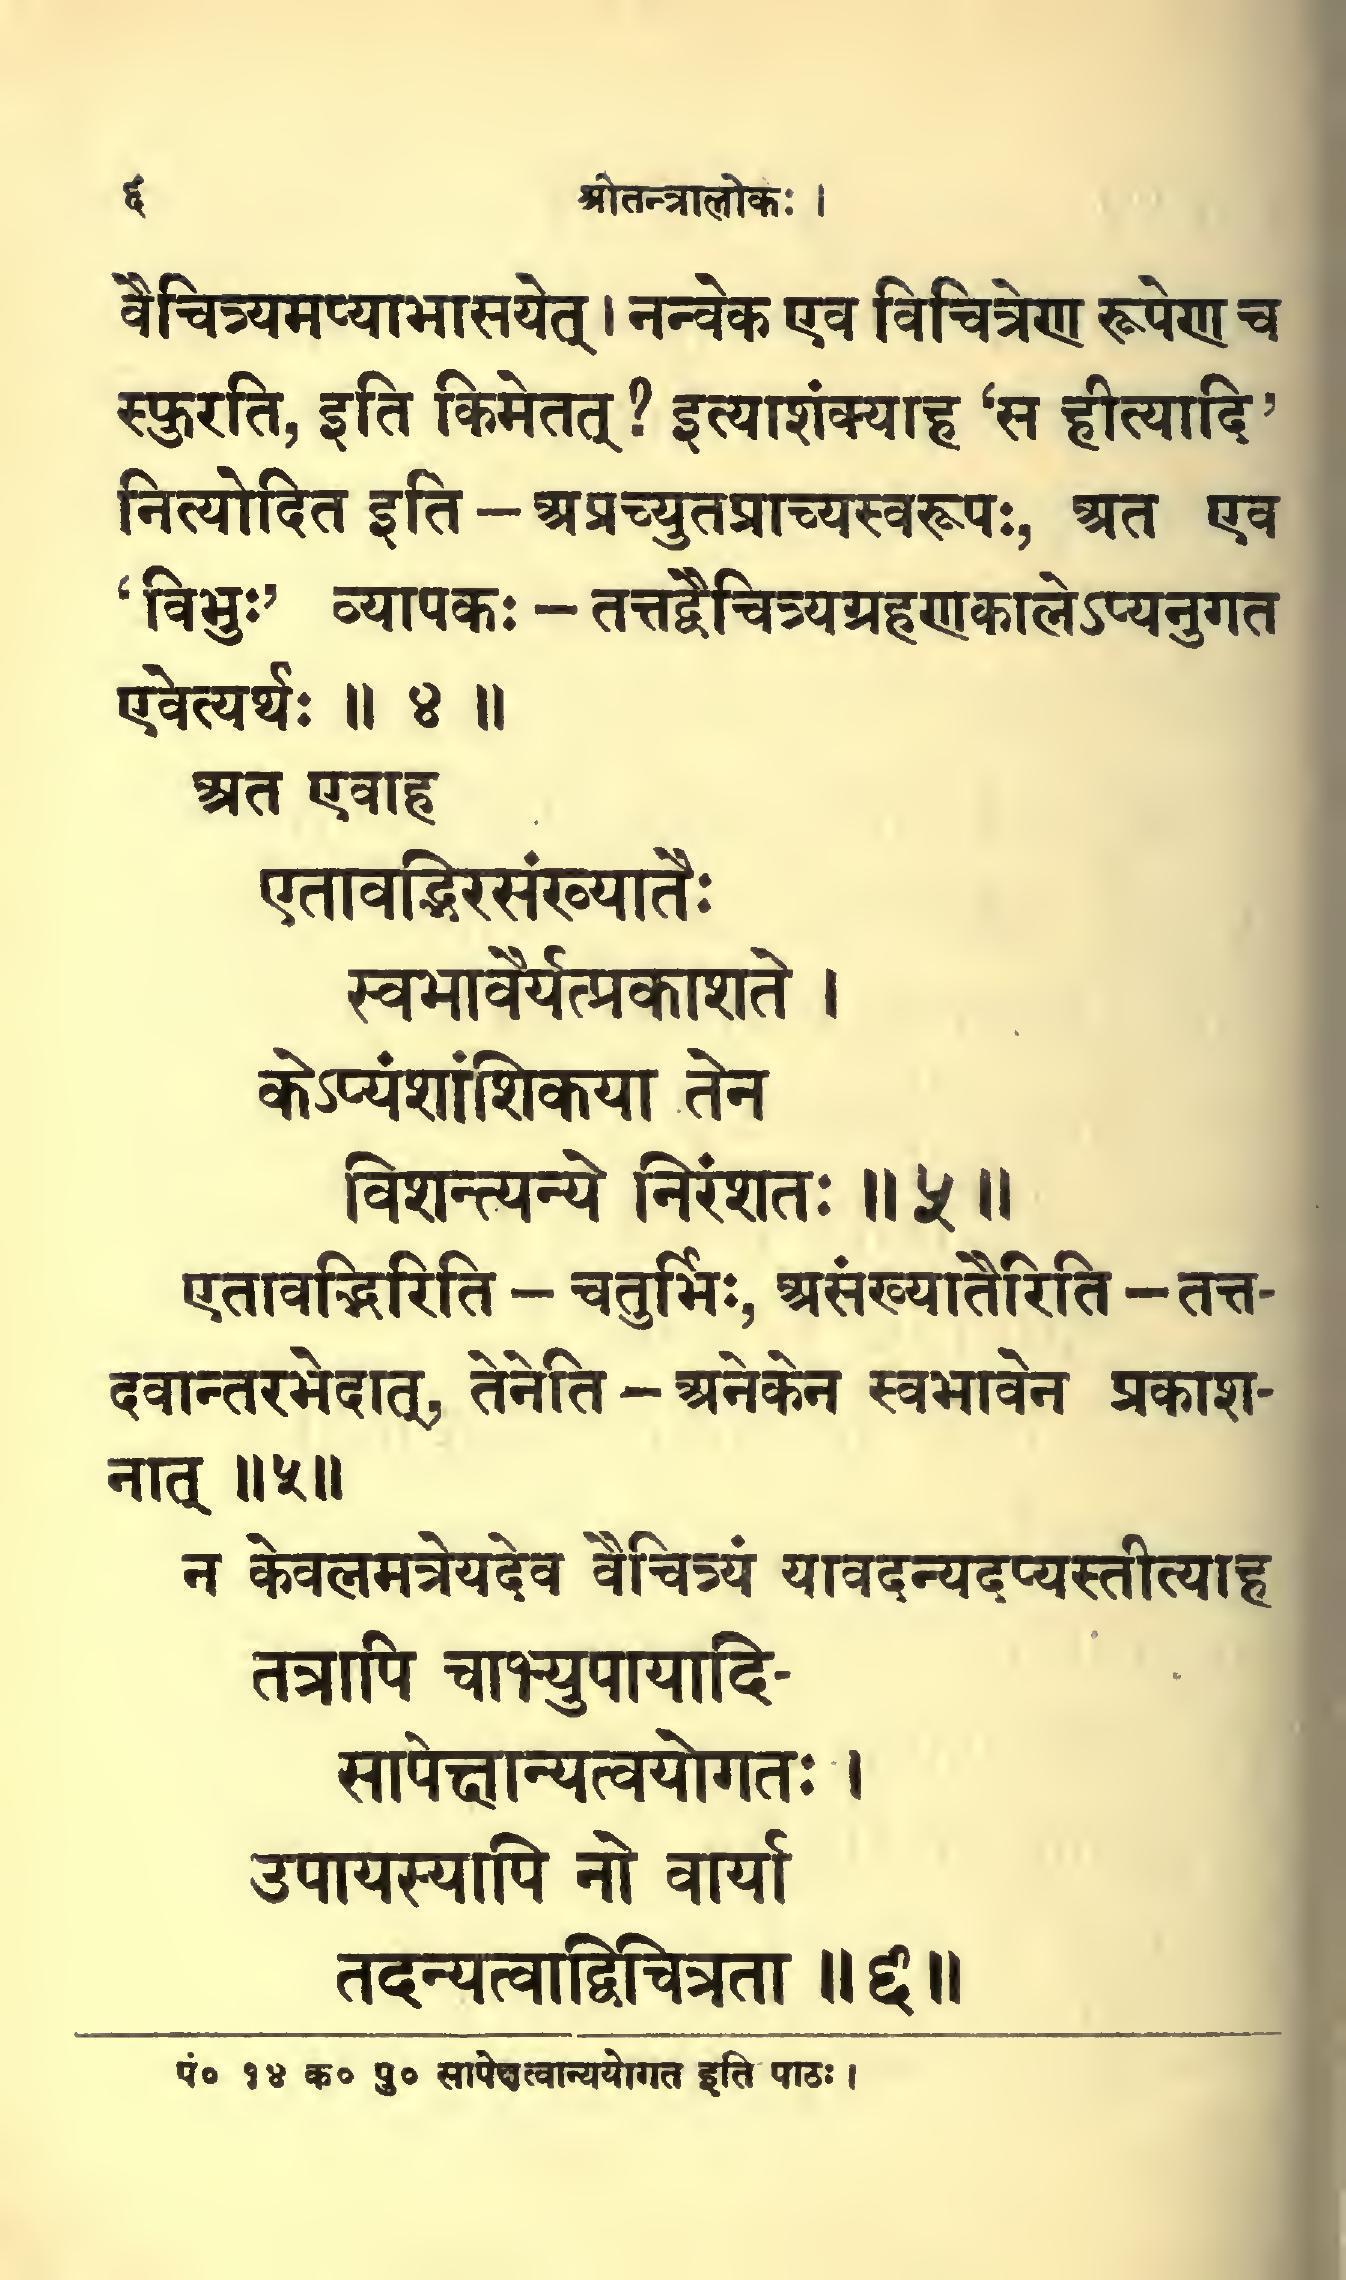 ६
श्रीतन्त्रालोकः ।
वैचित्र्यमप्याभासयेत् । नन्वेक एव विचित्रेण रूपेण च
स्फुरति, इति किमेतत् ? इत्याशंक्याह ‘स हीत्यादि’
नित्योदित इति – अप्रच्युतप्राच्यस्वरूपः, अत एव
‘विभुः’ व्यापकः – तत्तद्वैचित्र्यग्रहणकालेऽप्यनुगत
एवेत्यर्थः ॥ ४ ॥
अत एवाह
एतावद्भिरसंख्यातैः
स्वभावैर्यत्प्रकाशते ।
केऽप्यंशांशिकया तेन
विशन्त्यन्ये निरंशतः ॥ ५ ॥
एतावद्भिरिति – चतुर्भिः, असंख्यातैरिति – तत्त-
दवान्तरभेदात्, तेनेति – अनेकेन स्वभावेन प्रकाश-
नात् ॥५॥
न केवलमत्रेयदेव वैचित्र्यं यावदन्यदप्यस्तीत्याह
तत्रापि चाभ्युपायादि-
सापेक्षान्यत्वयोगतः ।
उपायस्यापि नो वार्या
तदन्यत्वाद्विचित्रता ॥ ६ ॥
पं० १४ क० पु० सापेक्षत्वान्ययोगत इति पाठः ।